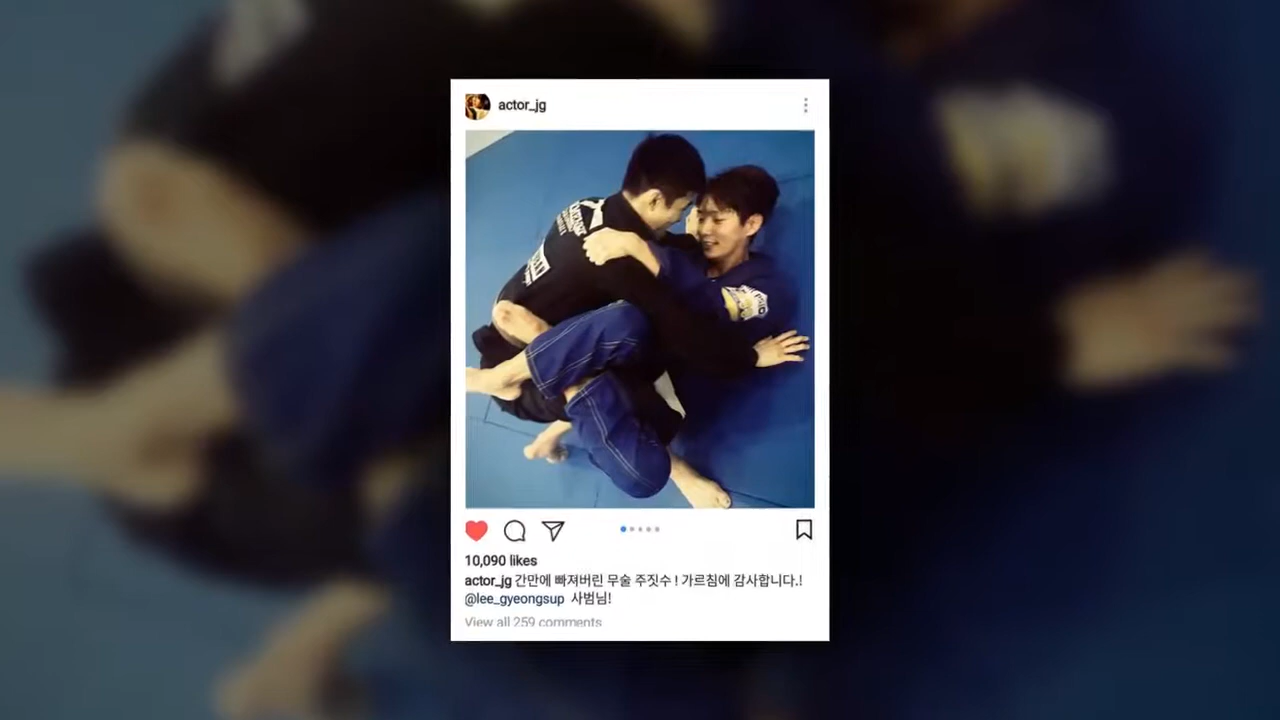 actor_jg
10,090 likes
actor_jg 간만에 빠져버린 무술 주짓수 ! 가르침에 감사합니다.!
@lee_gyeongsup 사범님!
View all 259 comments